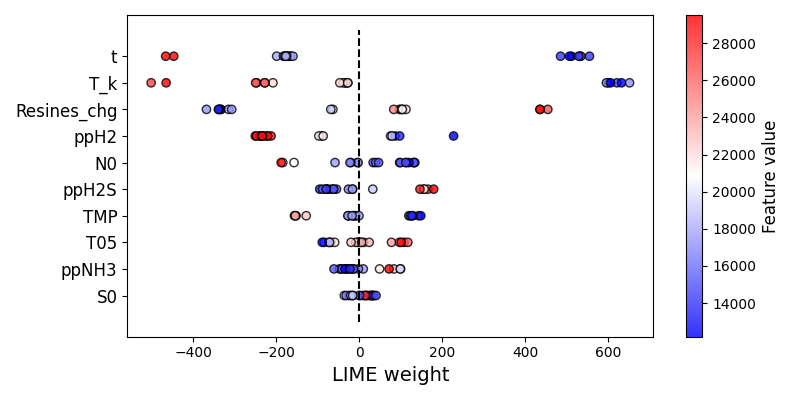 t
T_k
Resines_chg
ppH2
N0
ppH2S
TMP
T05
ppNH3
S0
−400
−200
0
200
400
600
LIME weight
28000
26000
24000
22000
20000
18000
16000
14000
Feature value